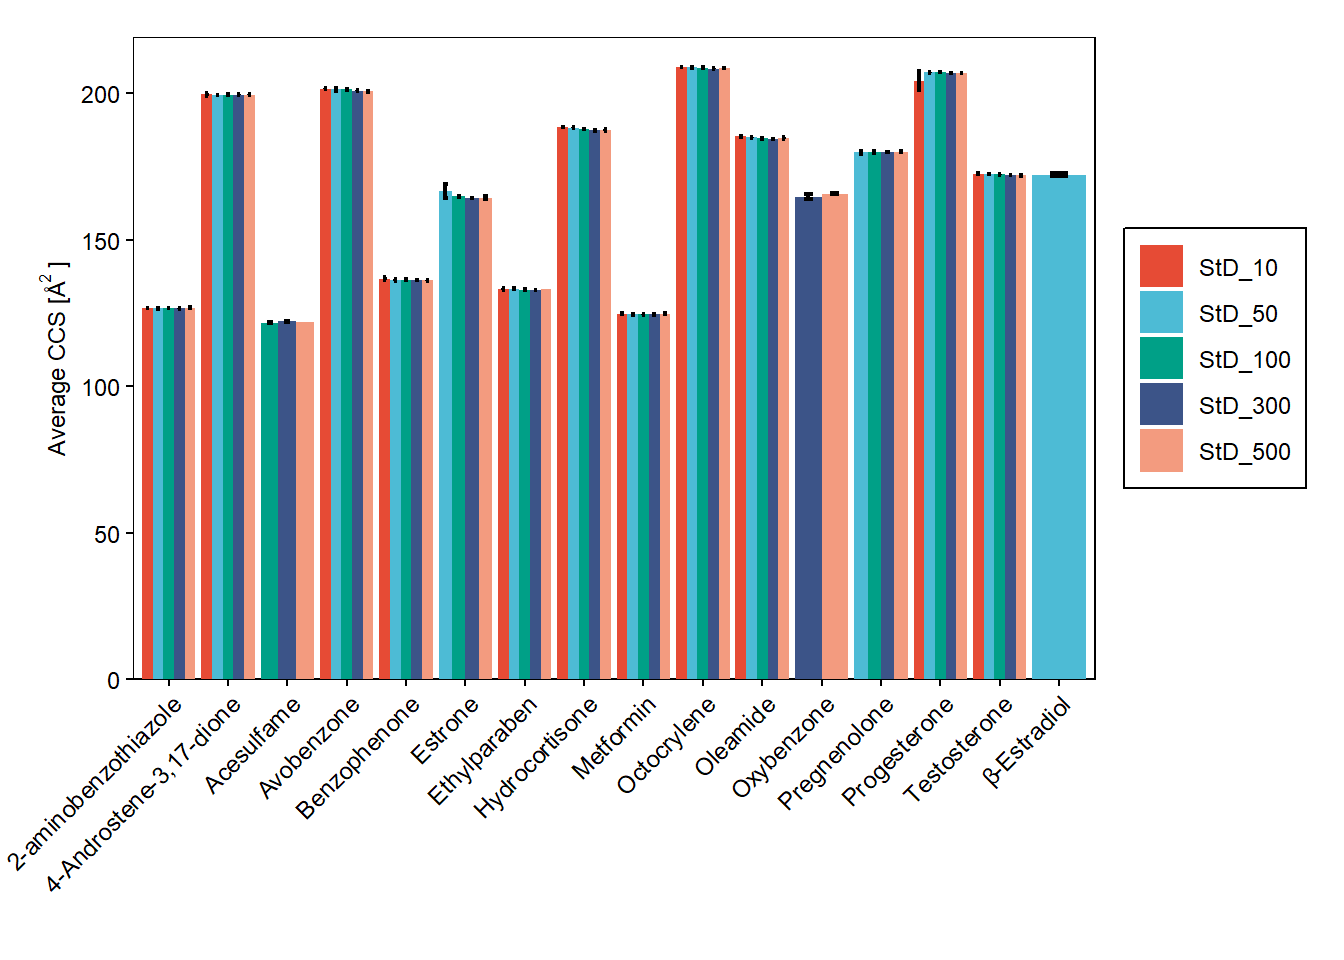 Average CCS [Å²]
200
150
100
50
0
2-aminobenzothiazole
4-Androstene-3,17-dione
Acesulfame
Avobenzone
Benzophenone
Estrone
Ethylparaben
Hydrocortisone
Metformin
Octocrylene
Oleamide
Oxybenzone
Pregnenolone
Progesterone
Testosterone
β-Estradiol
StD_10
StD_50
StD_100
StD_300
StD_500